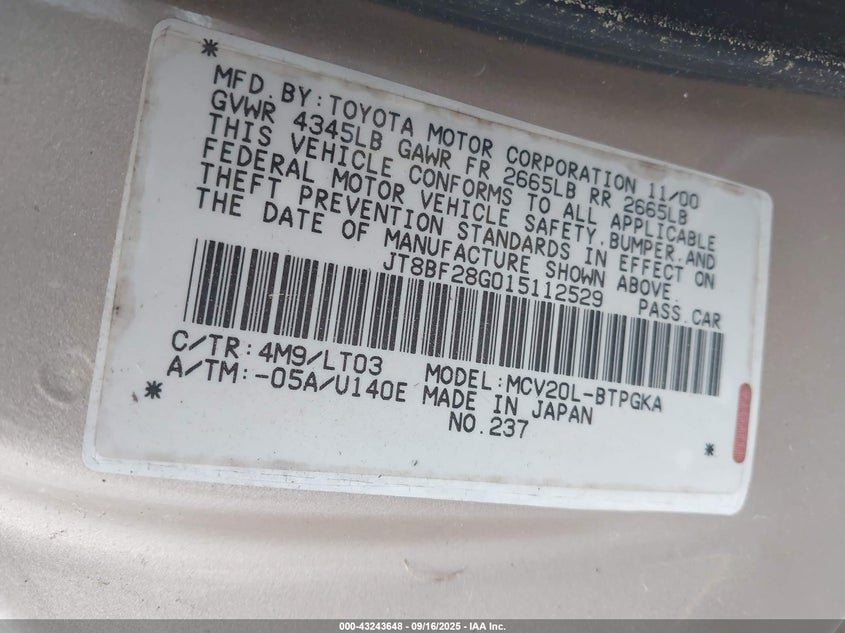 *
MFD. BY: TOYOTA MOTOR CORPORATION 11/00
GVWR 4345LB GAWR FR 2665LB RR 2665LB
THIS VEHICLE CONFORMS TO ALL APPLICABLE
FEDERAL MOTOR VEHICLE SAFETY, BUMPER, AND
THEFT PREVENTION STANDARDS IN EFFECT ON
THE DATE OF MANUFACTURE SHOWN ABOVE.
JT8BF28G015112529 PASS. CAR
C/TR: 4M9/LT03 MODEL: MCV20L-BTPGKA
A/TM: -05A/U140E MADE IN JAPAN
* NO. 237 *
000-43243648 - 09/16/2025 - IAA Inc.